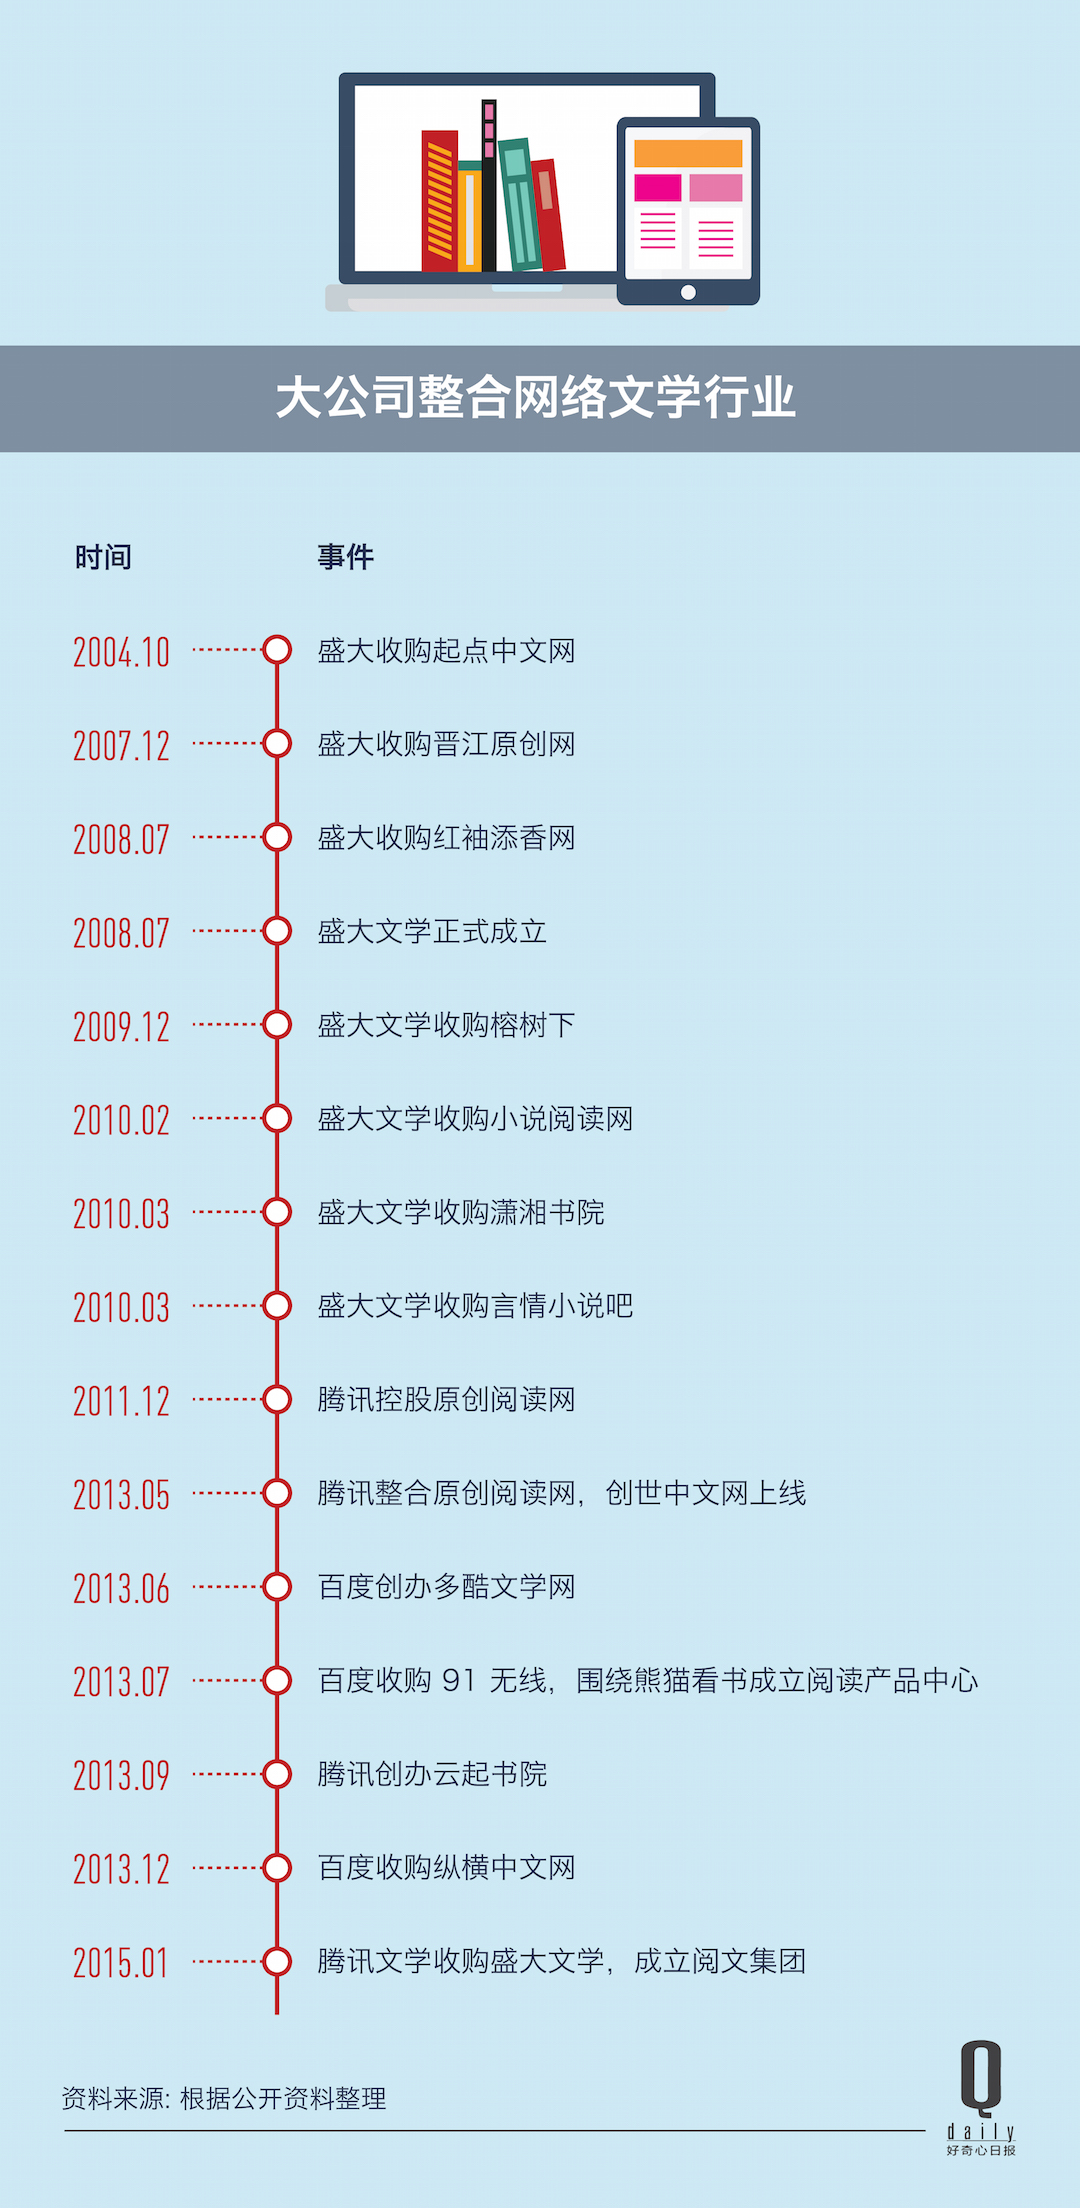 大公司整合网络文学行业
时间 事件
2004.10 盛大收购起点中文网
2007.12 盛大收购晋江原创网
2008.07 盛大收购红袖添香网
2008.07 盛大文学正式成立
2009.12 盛大文学收购榕树下
2010.02 盛大文学收购小说阅读网
2010.03 盛大文学收购潇湘书院
2010.03 盛大文学收购言情小说吧
2011.12 腾讯控股原创阅读网
2013.05 腾讯整合原创阅读网，创世中文网上线
2013.06 百度创办多酷文学网
2013.07 百度收购 91 无线，围绕熊猫看书成立阅读产品中心
2013.09 腾讯创办云起书院
2013.12 百度收购纵横中文网
2015.01 腾讯文学收购盛大文学，成立阅文集团
资料来源: 根据公开资料整理
Q
daily
好奇心日报